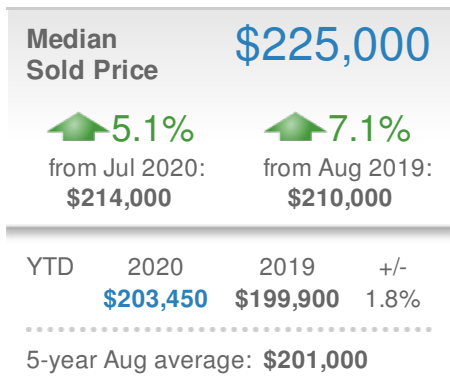 Median $225,000
Sold Price
5.1% 7.1%
from Jul 2020: from Aug 2019:
$214,000 $210,000
YTD 2020 2019 +/-
$203,450 $199,900 1.8%
5-year Aug average: $201,000